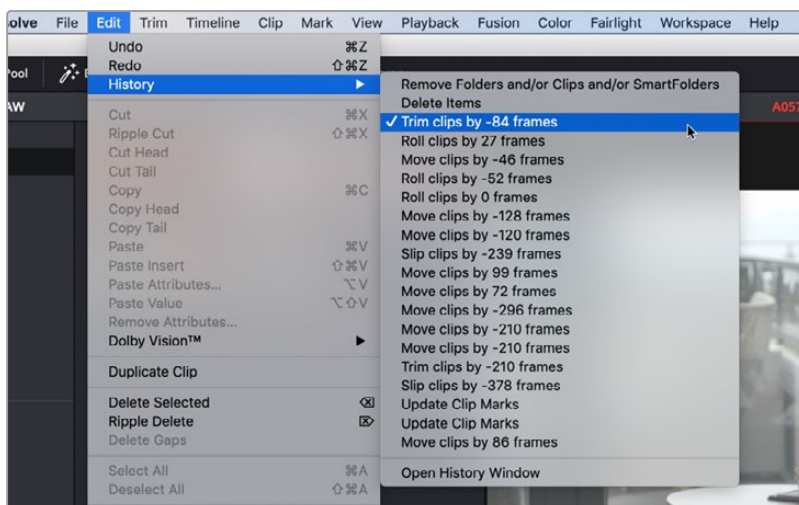 solve File Edit Trim Timeline Clip Mark View Playback Fusion Color Fairlight Workspace Help
Undo ⌘Z
Redo ⇧⌘Z
History ▶
Cut ⌘X
Ripple Cut ⇧⌘X
Cut Head
Cut Tail
Copy ⌘C
Copy Head
Copy Tail
Paste ⌘V
Paste Insert ⇧⌘V
Paste Attributes... ⌥V
Paste Value ⌥⇧V
Remove Attributes...
Dolby Vision™ ▶
Duplicate Clip
Delete Selected ⌫
Ripple Delete ⌦
Delete Gaps
Select All ⌘A
Deselect All ⇧⌘A
Remove Folders and/or Clips and/or SmartFolders
Delete Items
✓ Trim clips by -84 frames
Roll clips by 27 frames
Move clips by -46 frames
Roll clips by -52 frames
Roll clips by 0 frames
Move clips by -128 frames
Move clips by -120 frames
Slip clips by -239 frames
Move clips by 99 frames
Move clips by 72 frames
Move clips by -296 frames
Move clips by -210 frames
Move clips by -210 frames
Trim clips by -210 frames
Slip clips by -378 frames
Update Clip Marks
Update Clip Marks
Move clips by 86 frames
Open History Window
Pool
AW
A057